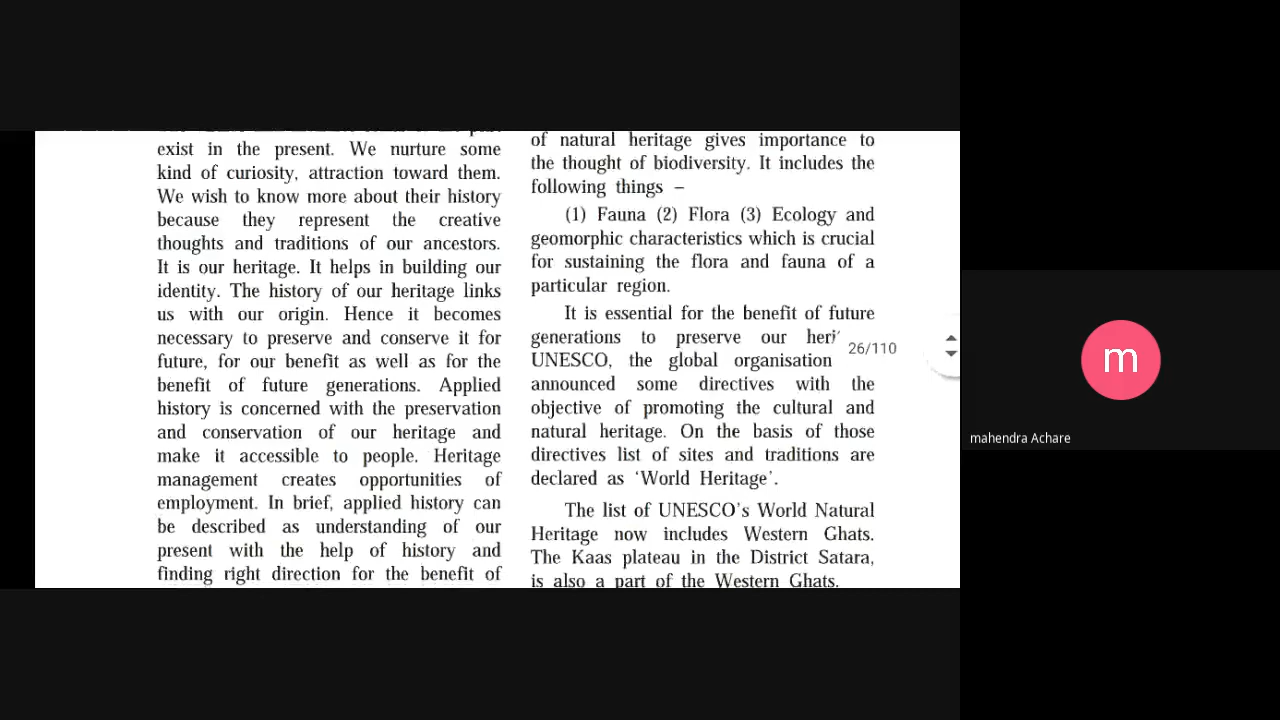 exist in the present. We nurture some
kind of curiosity, attraction toward them.
We wish to know more about their history
because they represent the creative
thoughts and traditions of our ancestors.
It is our heritage. It helps in building our
identity. The history of our heritage links
us with our origin. Hence it becomes
necessary to preserve and conserve it for
future, for our benefit as well as for the
benefit of future generations. Applied
history is concerned with the preservation
and conservation of our heritage and
make it accessible to people. Heritage
management creates opportunities of
employment. In brief, applied history can
be described as understanding of our
present with the help of history and
finding right direction for the benefit of
of natural heritage gives importance to
the thought of biodiversity. It includes the
following things –
(1) Fauna (2) Flora (3) Ecology and
geomorphic characteristics which is crucial
for sustaining the flora and fauna of a
particular region.
It is essential for the benefit of future
generations to preserve our
UNESCO, the global organisation
announced some directives with the
objective of promoting the cultural and
natural heritage. On the basis of those
directives list of sites and traditions are
declared as ‘World Heritage’.
The list of UNESCO’s World Natural
Heritage now includes Western Ghats.
The Kaas plateau in the District Satara,
is also a part of the Western Ghats.
26/110
m
mahendra Achare